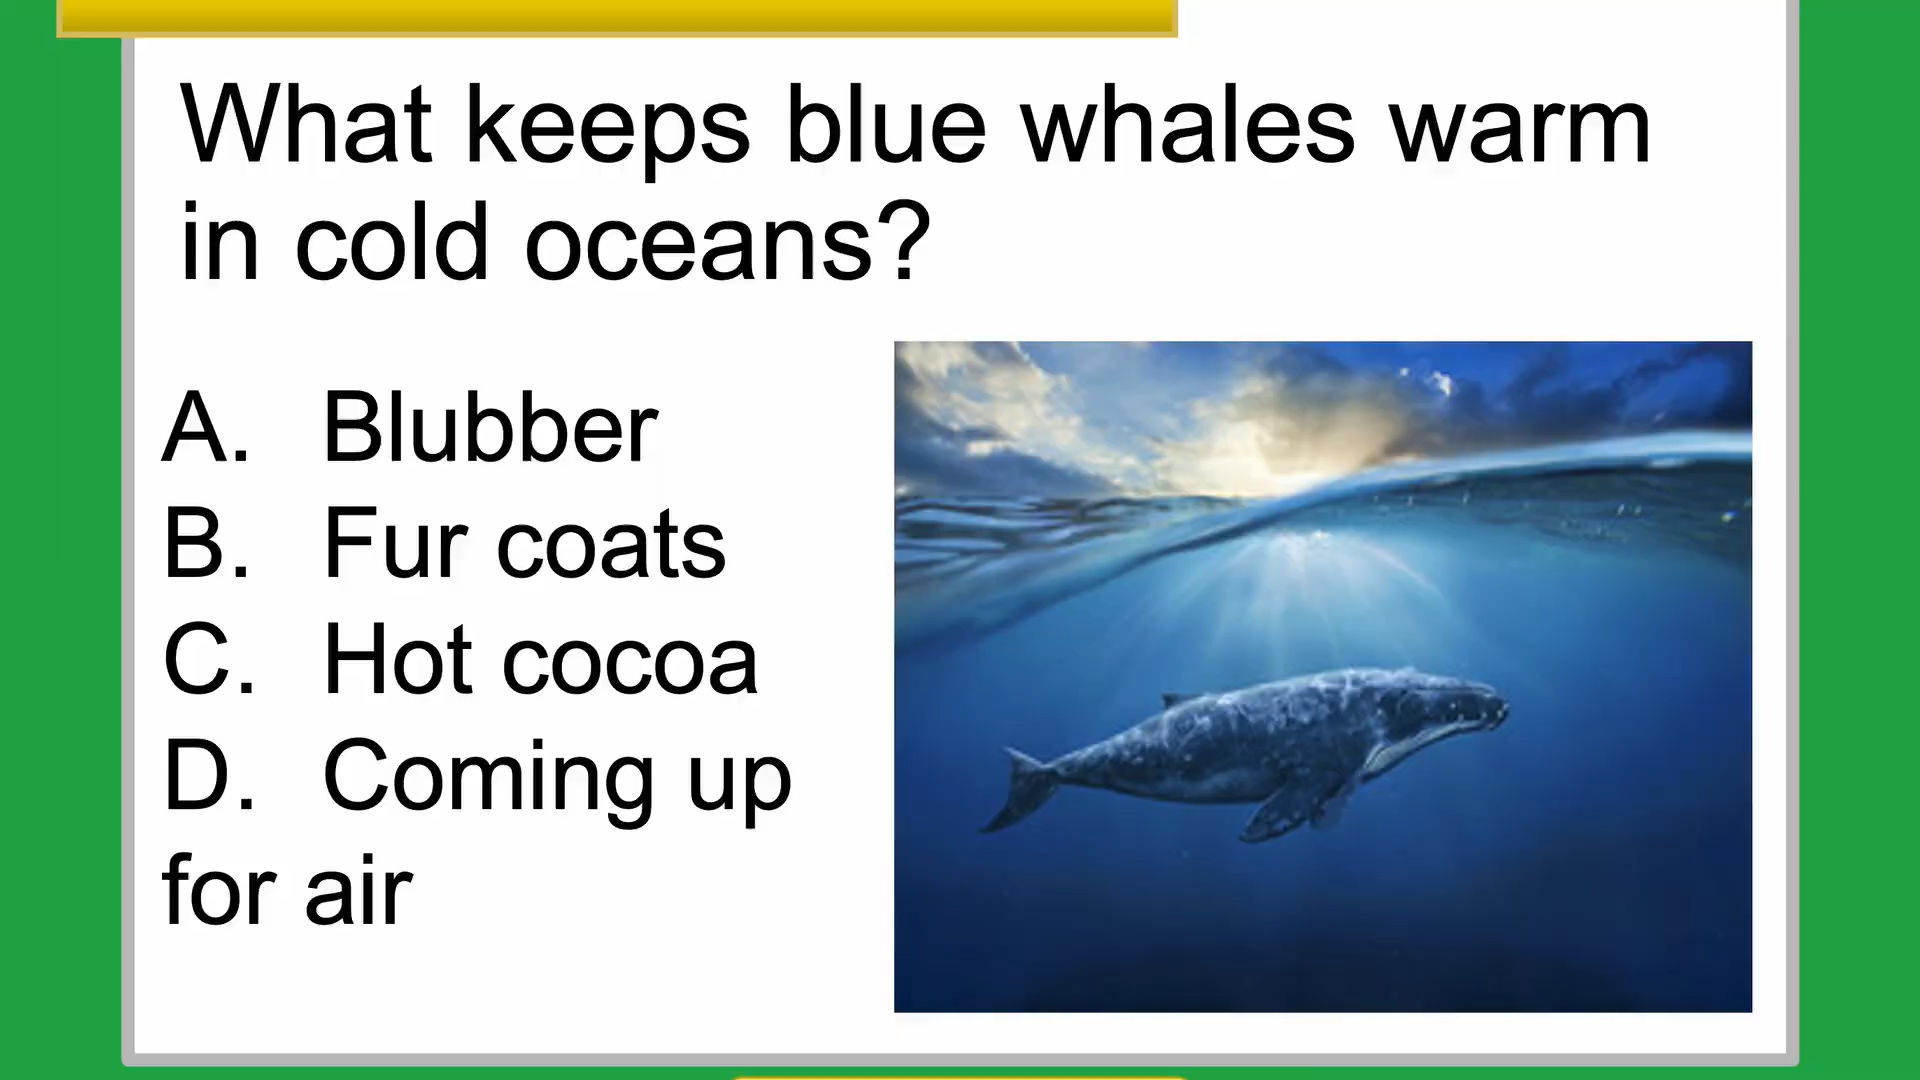 What keeps blue whales warm
in cold oceans?
A. Blubber
B. Fur coats
C. Hot cocoa
D. Coming up
for air